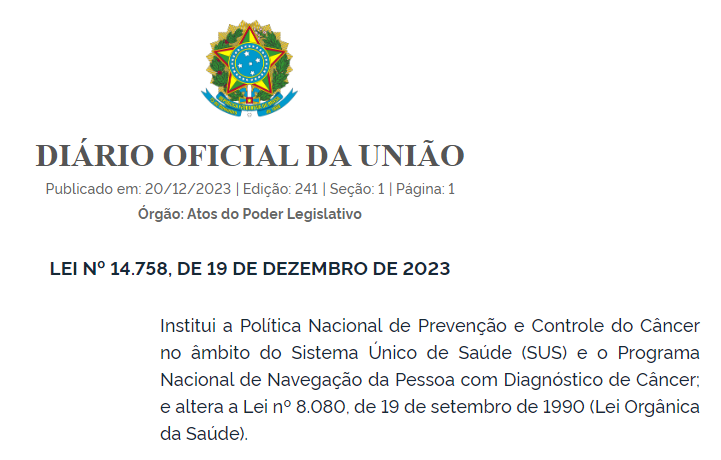 DIÁRIO OFICIAL DA UNIÃO
Publicado em: 20/12/2023 | Edição: 241 | Seção: 1 | Página: 1
Órgão: Atos do Poder Legislativo
LEI Nº 14.758, DE 19 DE DEZEMBRO DE 2023
Institui a Política Nacional de Prevenção e Controle do Câncer
no âmbito do Sistema Único de Saúde (SUS) e o Programa
Nacional de Navegação da Pessoa com Diagnóstico de Câncer;
e altera a Lei nº 8.080, de 19 de setembro de 1990 (Lei Orgânica
da Saúde).